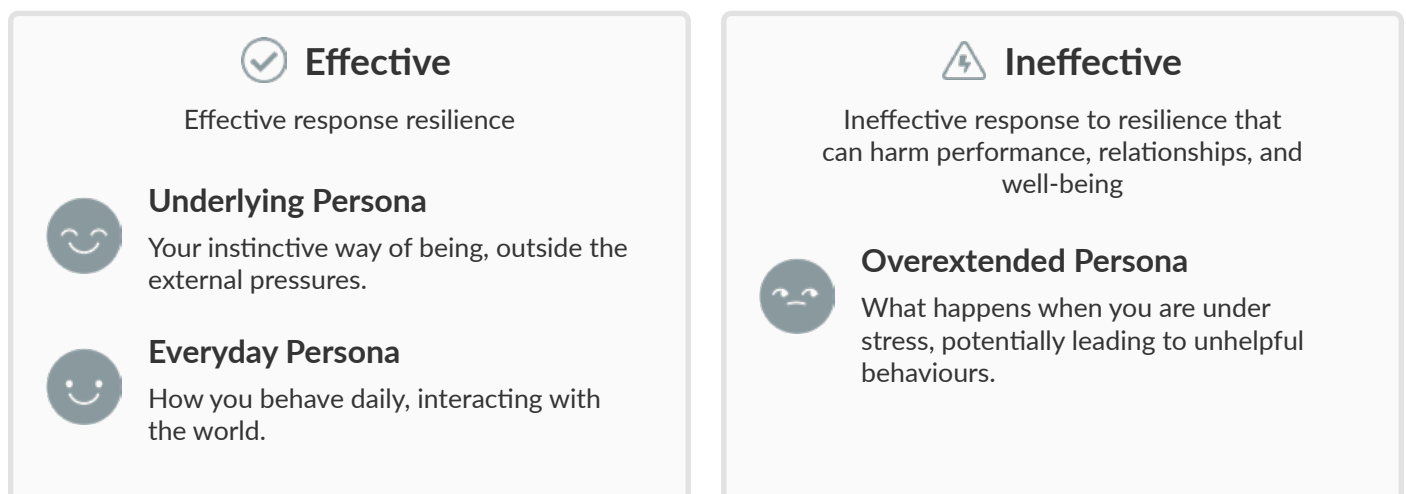 Effective
Effective response resilience
Underlying Persona
Your instinctive way of being, outside the
external pressures.
Everyday Persona
How you behave daily, interacting with
the world.
Ineffective
Ineffective response to resilience that
can harm performance, relationships, and
well-being
Overextended Persona
What happens when you are under
stress, potentially leading to unhelpful
behaviours.